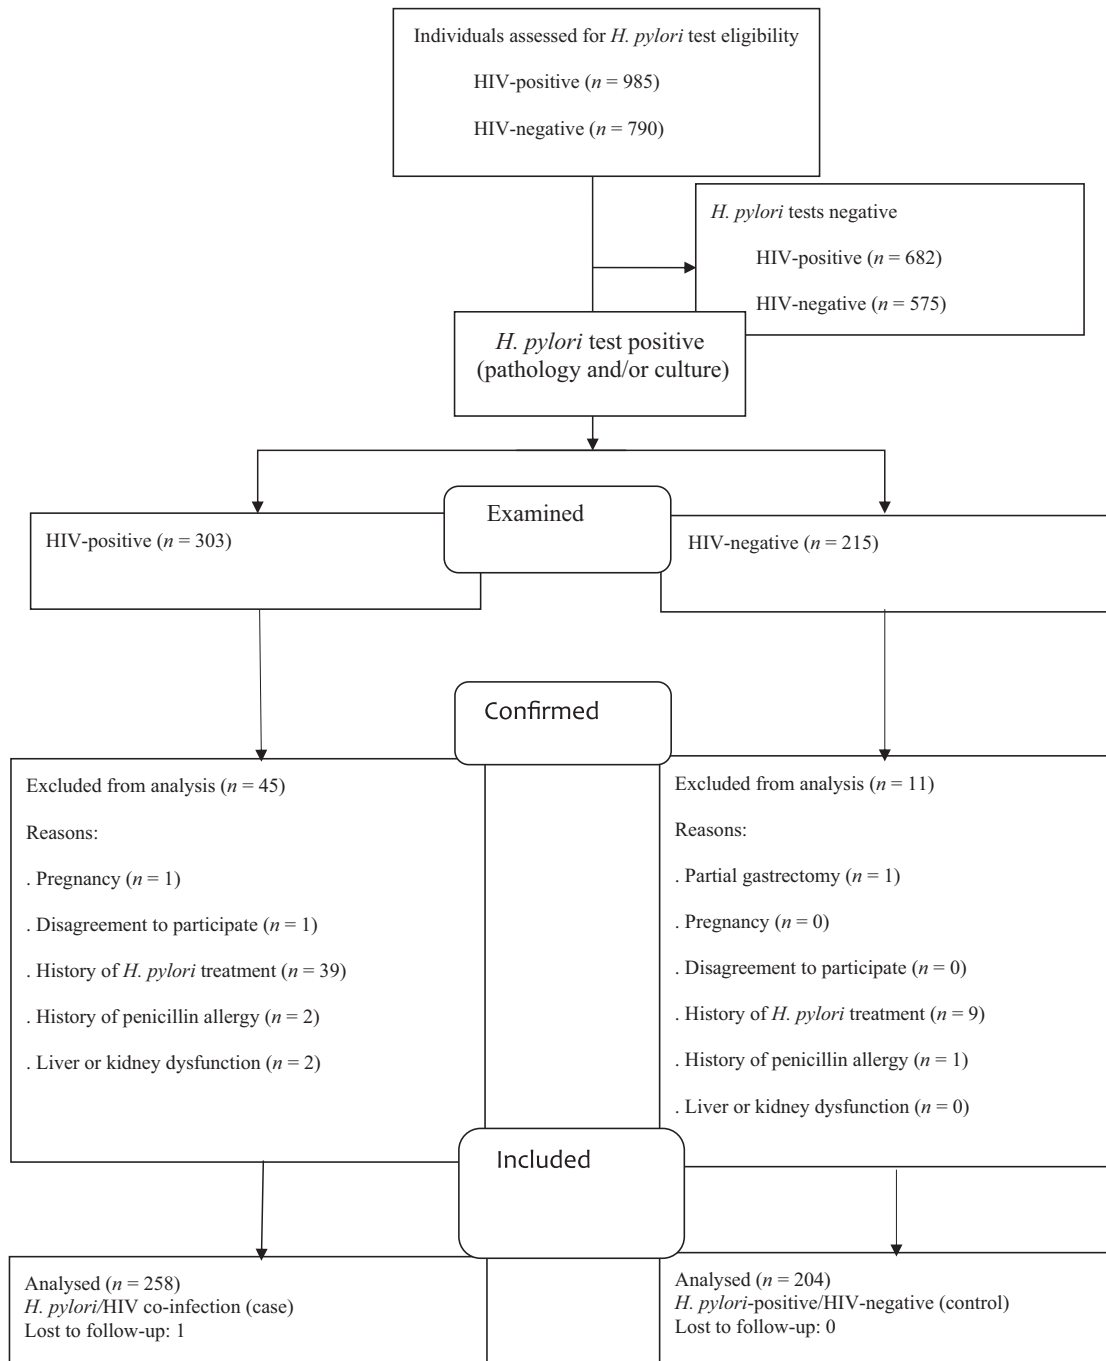 Individuals assessed for H. pylori test eligibility
HIV-positive (n = 985)
HIV-negative (n = 790)
H. pylori tests negative
HIV-positive (n = 682)
HIV-negative (n = 575)
H. pylori test positive
(pathology and/or culture)
Examined
HIV-positive (n = 303)
HIV-negative (n = 215)
Confirmed
Excluded from analysis (n = 45)
Reasons:
. Pregnancy (n = 1)
. Disagreement to participate (n = 1)
. History of H. pylori treatment (n = 39)
. History of penicillin allergy (n = 2)
. Liver or kidney dysfunction (n = 2)
Excluded from analysis (n = 11)
Reasons:
. Partial gastrectomy (n = 1)
. Pregnancy (n = 0)
. Disagreement to participate (n = 0)
. History of H. pylori treatment (n = 9)
. History of penicillin allergy (n = 1)
. Liver or kidney dysfunction (n = 0)
Included
Analysed (n = 258)
H. pylori/HIV co-infection (case)
Lost to follow-up: 1
Analysed (n = 204)
H. pylori-positive/HIV-negative (control)
Lost to follow-up: 0